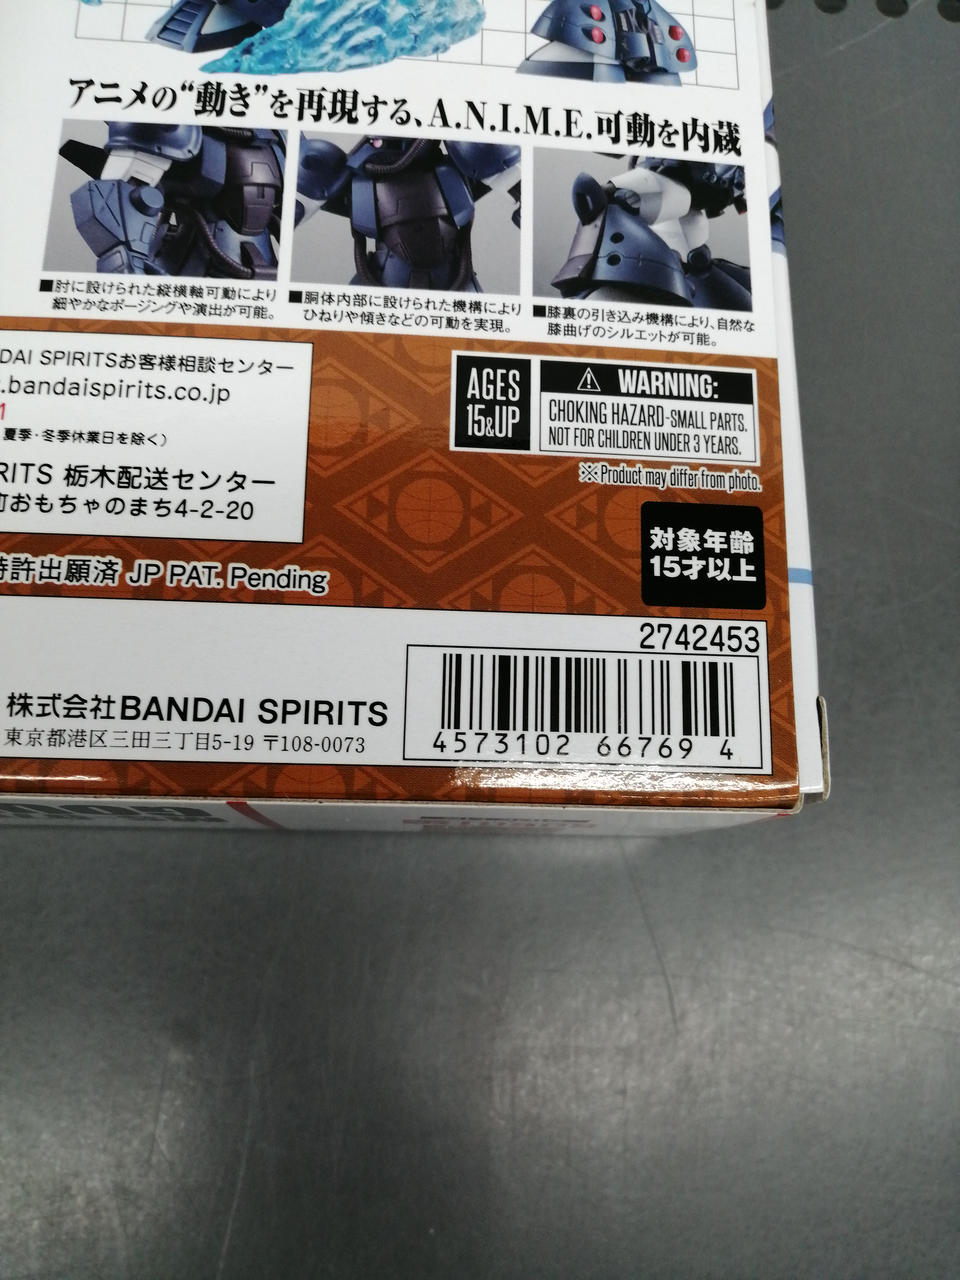 アニメの“動き”を再現する、A.N.I.M.E.可動を内蔵
■肘に設けられた縦横軸可動により
細やかなポージングや演出が可能。
■胴体内部に設けられた機構により
ひねりや傾きなどの可動を実現。
■膝裏の引き込み機構により、自然な
膝曲げのシルエットが可能。
DAI SPIRITSお客様相談センター
.bandaispirits.co.jp
1
夏季・冬季休業日を除く）
RITS 栃木配送センター
町おもちゃのまち4-2-20
特許出願済 JP PAT. Pending
AGES
15&UP
⚠ WARNING:
CHOKING HAZARD-SMALL PARTS.
NOT FOR CHILDREN UNDER 3 YEARS.
※Product may differ from photo.
対象年齢
15才以上
2742453
株式会社BANDAI SPIRITS
東京都港区三田三丁目5-19 〒108-0073
4573102 66769 4